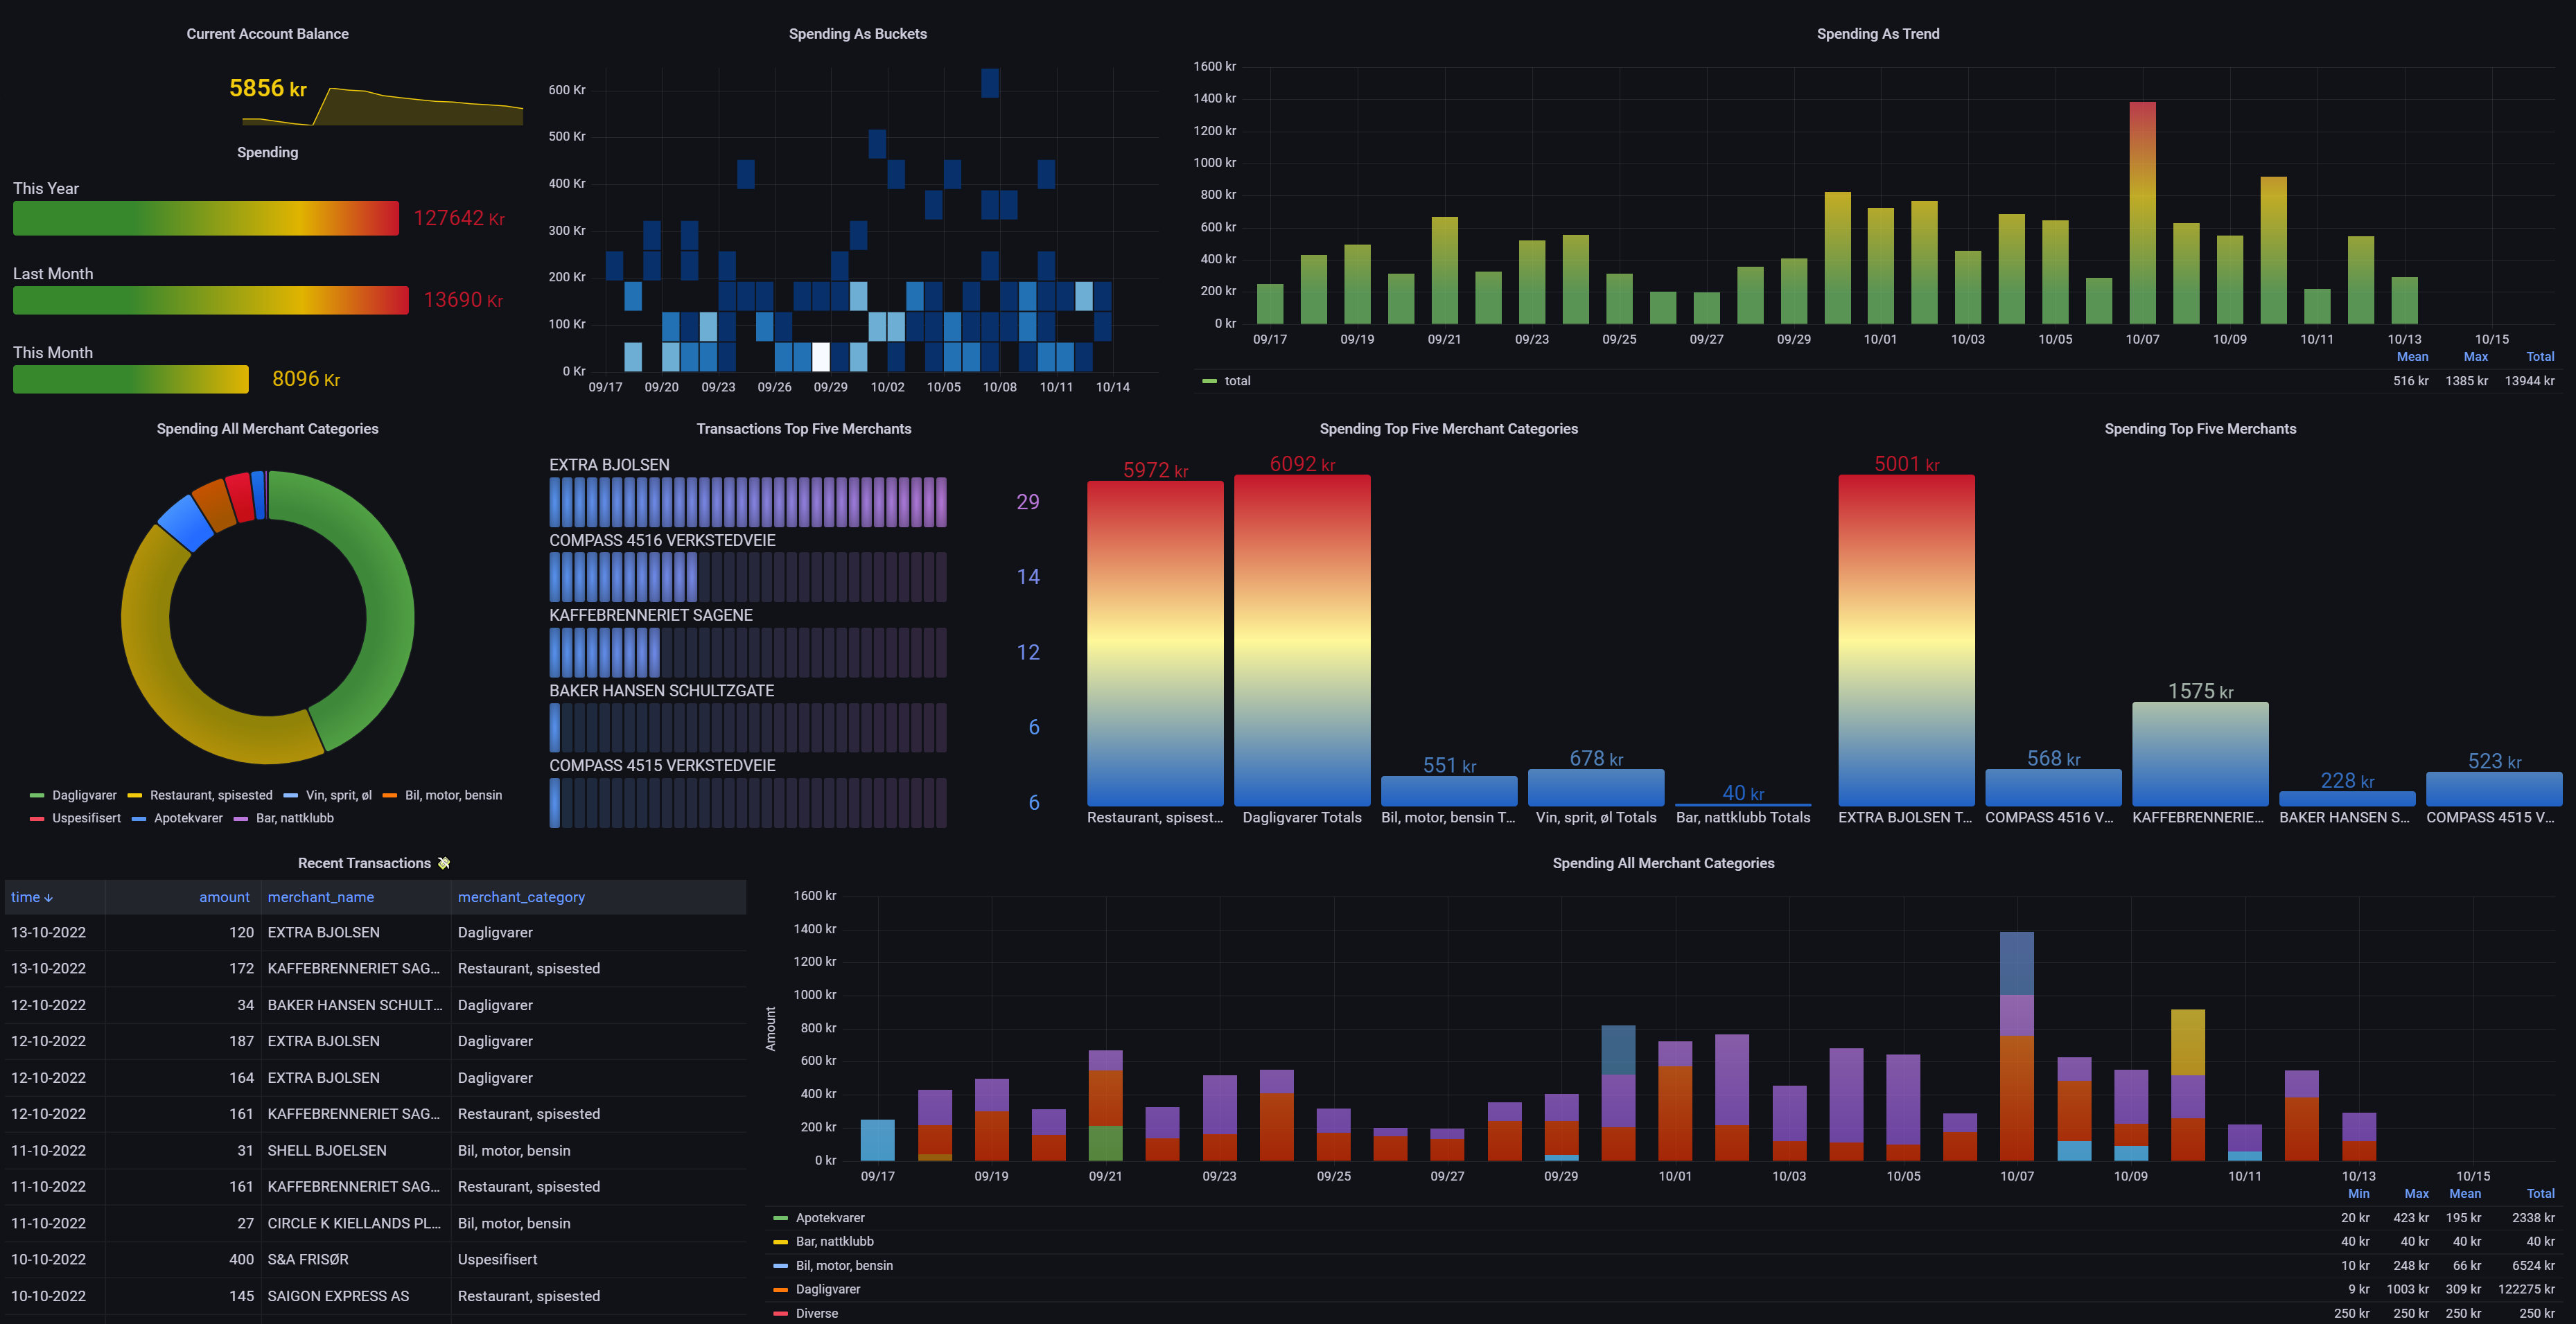 Current Account Balance
5856 kr
Spending
This Year
127642 Kr
Last Month
13690 Kr
This Month
8096 Kr
Spending As Buckets
600 Kr
500 Kr
400 Kr
300 Kr
200 Kr
100 Kr
0 Kr
09/17 09/20 09/23 09/26 09/29 10/02 10/05 10/08 10/11 10/14
Spending As Trend
1600 kr
1400 kr
1200 kr
1000 kr
800 kr
600 kr
400 kr
200 kr
0 kr
09/17 09/19 09/21 09/23 09/25 09/27 09/29 10/01 10/03 10/05 10/07 10/09 10/11 10/13 10/15
Mean Max Total
total 516 kr 1385 kr 13944 kr
Spending All Merchant Categories
Dagligvarer Restaurant, spisested Vin, sprit, øl Bil, motor, bensin
Uspesifisert Apotekvarer Bar, nattklubb
Transactions Top Five Merchants
EXTRA BJOLSEN
29
COMPASS 4516 VERKSTEDVEIE
14
KAFFEBRENNERIET SAGENE
12
BAKER HANSEN SCHULTZGATE
6
COMPASS 4515 VERKSTEDVEIE
6
Spending Top Five Merchant Categories
5972 kr 6092 kr 551 kr 678 kr 40 kr
Restaurant, spisest... Dagligvarer Totals Bil, motor, bensin T... Vin, sprit, øl Totals Bar, nattklubb Totals
Spending Top Five Merchants
5001 kr 568 kr 1575 kr 228 kr 523 kr
EXTRA BJOLSEN T... COMPASS 4516 V... KAFFEBRENNERIE... BAKER HANSEN S... COMPASS 4515 V...
Recent Transactions
time amount merchant_name merchant_category
13-10-2022 120 EXTRA BJOLSEN Dagligvarer
13-10-2022 172 KAFFEBRENNERIET SAG... Restaurant, spisested
12-10-2022 34 BAKER HANSEN SCHULT... Dagligvarer
12-10-2022 187 EXTRA BJOLSEN Dagligvarer
12-10-2022 164 EXTRA BJOLSEN Dagligvarer
12-10-2022 161 KAFFEBRENNERIET SAG... Restaurant, spisested
11-10-2022 31 SHELL BJOELSEN Bil, motor, bensin
11-10-2022 161 KAFFEBRENNERIET SAG... Restaurant, spisested
11-10-2022 27 CIRCLE K KIELLANDS PL... Bil, motor, bensin
10-10-2022 400 S&A FRISØR Uspesifisert
10-10-2022 145 SAIGON EXPRESS AS Restaurant, spisested
Spending All Merchant Categories
Amount
1600 kr
1400 kr
1200 kr
1000 kr
800 kr
600 kr
400 kr
200 kr
0 kr
09/17 09/19 09/21 09/23 09/25 09/27 09/29 10/01 10/03 10/05 10/07 10/09 10/11 10/13 10/15
Min Max Mean Total
Apotekvarer 20 kr 423 kr 195 kr 2338 kr
Bar, nattklubb 40 kr 40 kr 40 kr 40 kr
Bil, motor, bensin 10 kr 248 kr 66 kr 6524 kr
Dagligvarer 9 kr 1003 kr 309 kr 122275 kr
Diverse 250 kr 250 kr 250 kr 250 kr